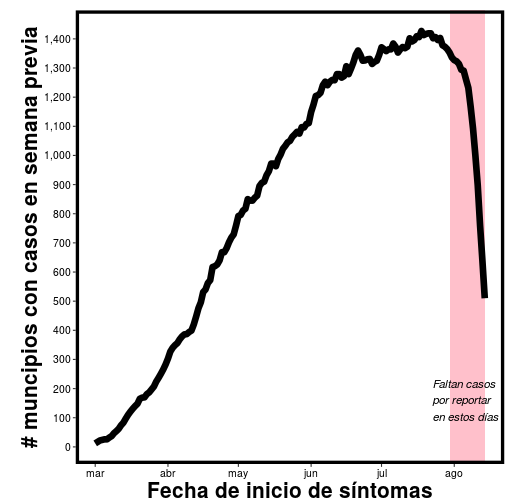 # muncipios con casos en semana previa
1,400
1,300
1,200
1,100
1,000
900
800
700
600
500
400
300
200
100
0
Faltan casos
por reportar
en estos días
mar abr may jun jul ago
Fecha de inicio de síntomas